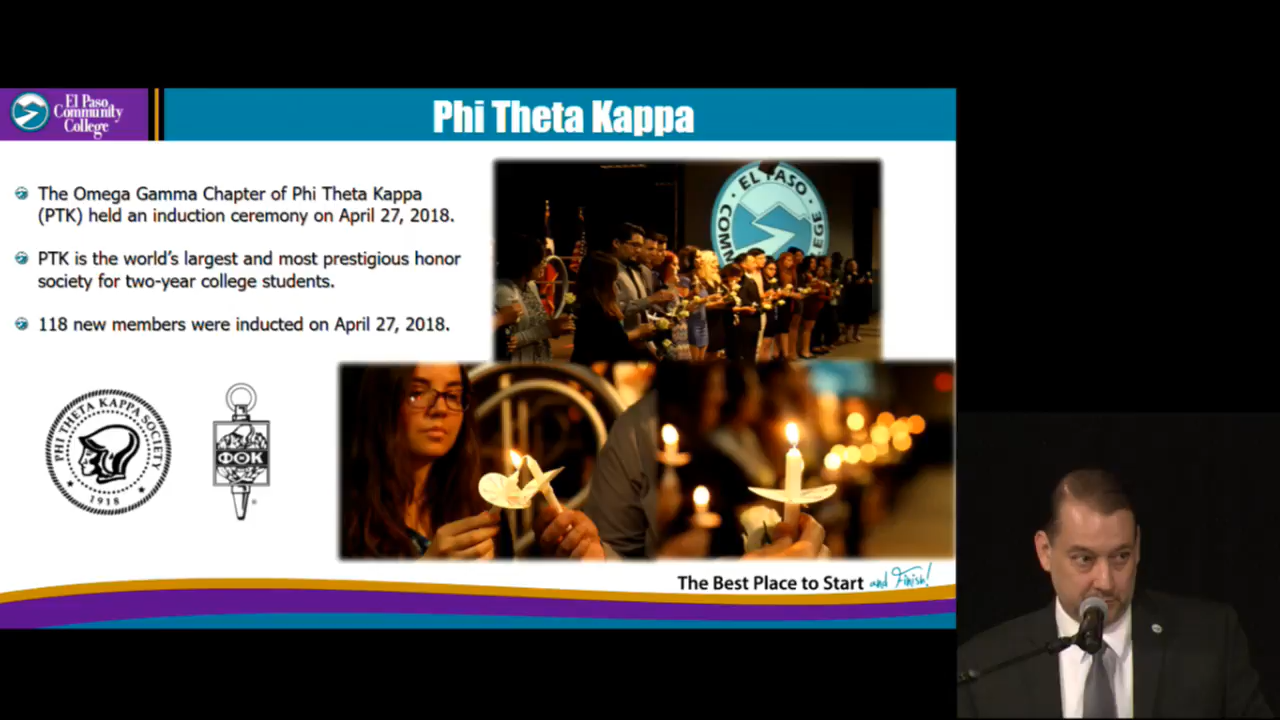 El Paso
Community
College
Phi Theta Kappa
The Omega Gamma Chapter of Phi Theta Kappa
(PTK) held an induction ceremony on April 27, 2018.
PTK is the world's largest and most prestigious honor
society for two-year college students.
118 new members were inducted on April 27, 2018.
EL PASO
COMM
EGE
PHI THETA KAPPA SOCIETY
1918
ΦΘΚ
The Best Place to Start and Finish!